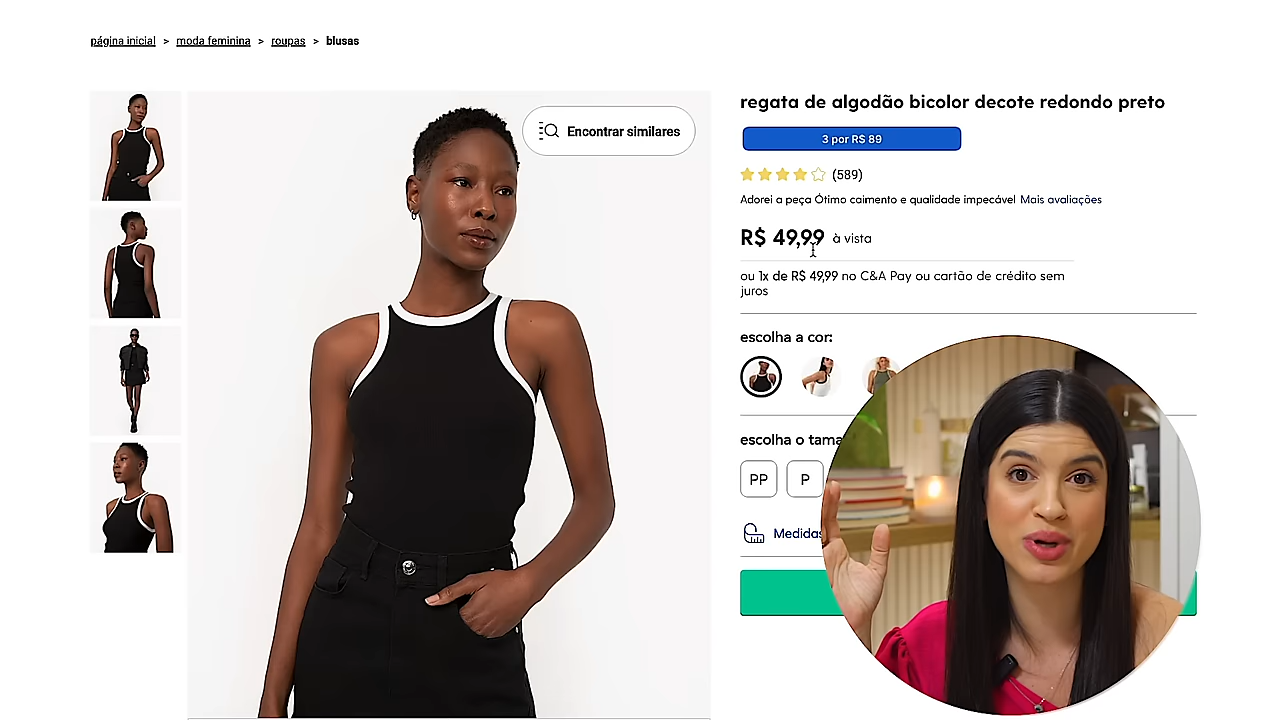 página inicial > moda feminina > roupas > blusas
Encontrar similares
regata de algodão bicolor decote redondo preto
3 por R$ 89
(589)
Adorei a peça Ótimo caimento e qualidade impecável Mais avaliações
R$ 49,99 à vista
ou 1x de R$ 49,99 no C&A Pay ou cartão de crédito sem
juros
escolha a cor:
escolha o tama
PP P
Medidas